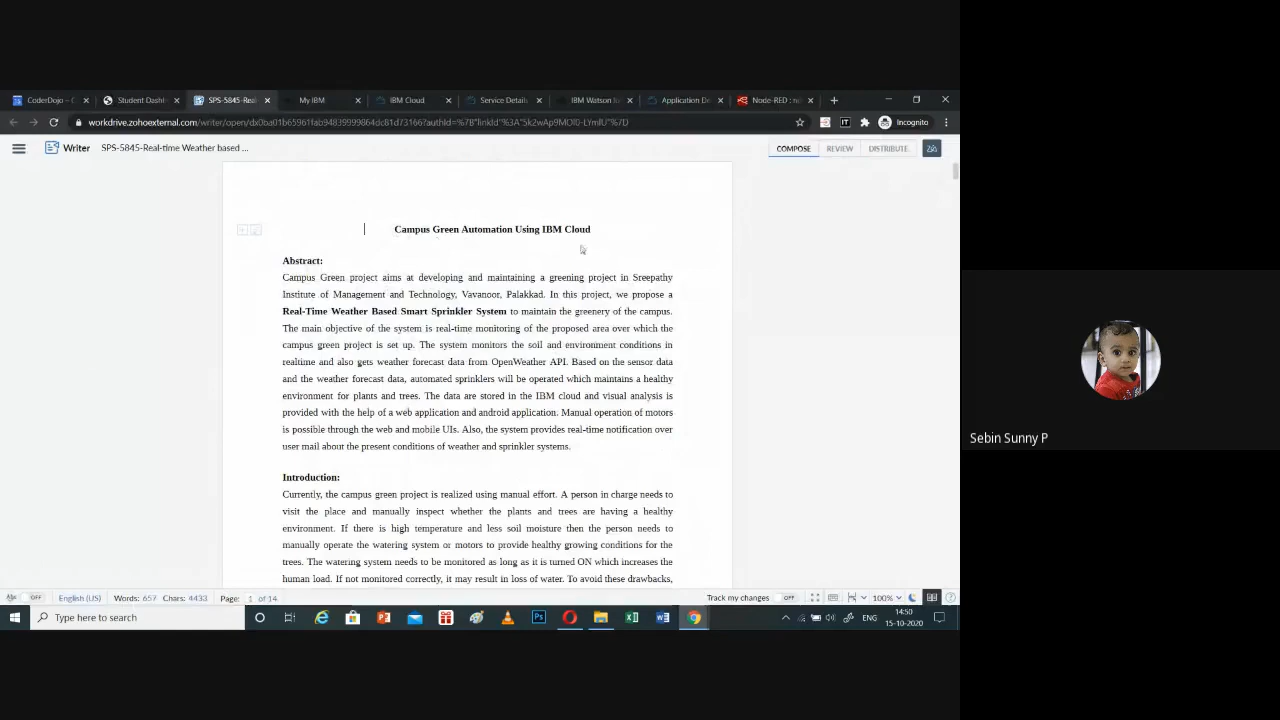 CoderDojo – C
Student Dashb
SPS-5845-Real
My IBM
IBM Cloud
Service Details
IBM Watson
Application De
Node-RED : n
workdrive.zohoexternal.com/writer/open/
Incognito
Writer
SPS-5845-Real-time Weather based ...
COMPOSE
REVIEW
DISTRIBUTE
Campus Green Automation Using IBM Cloud
Abstract:
Campus Green project aims at developing and maintaining a greening project in Sreepathy
Institute of Management and Technology, Vavanoor, Palakkad. In this project, we propose a
Real-Time Weather Based Smart Sprinkler System to maintain the greenery of the campus.
The main objective of the system is real-time monitoring of the proposed area over which the
campus green project is set up. The system monitors the soil and environment conditions in
realtime and also gets weather forecast data from OpenWeather API. Based on the sensor data
and the weather forecast data, automated sprinklers will be operated which maintains a healthy
environment for plants and trees. The data are stored in the IBM cloud and visual analysis is
provided with the help of a web application and android application. Manual operation of motors
is possible through the web and mobile UIs. Also, the system provides real-time notification over
user mail about the present conditions of weather and sprinkler systems.
Introduction:
Currently, the campus green project is realized using manual effort. A person in charge needs to
visit the place and manually inspect whether the plants and trees are having a healthy
environment. If there is high temperature and less soil moisture then the person needs to
manually operate the watering system or motors to provide healthy growing conditions for the
trees. The watering system needs to be monitored as long as it is turned ON which increases the
human load. If not monitored correctly, it may result in loss of water. To avoid these drawbacks,
Sebin Sunny P
OFF
English (US)
Words: 657
Chars: 4433
Page: 1 of 14
Track my changes
OFF
100%
Type here to search
ENG
14:50
15-10-2020